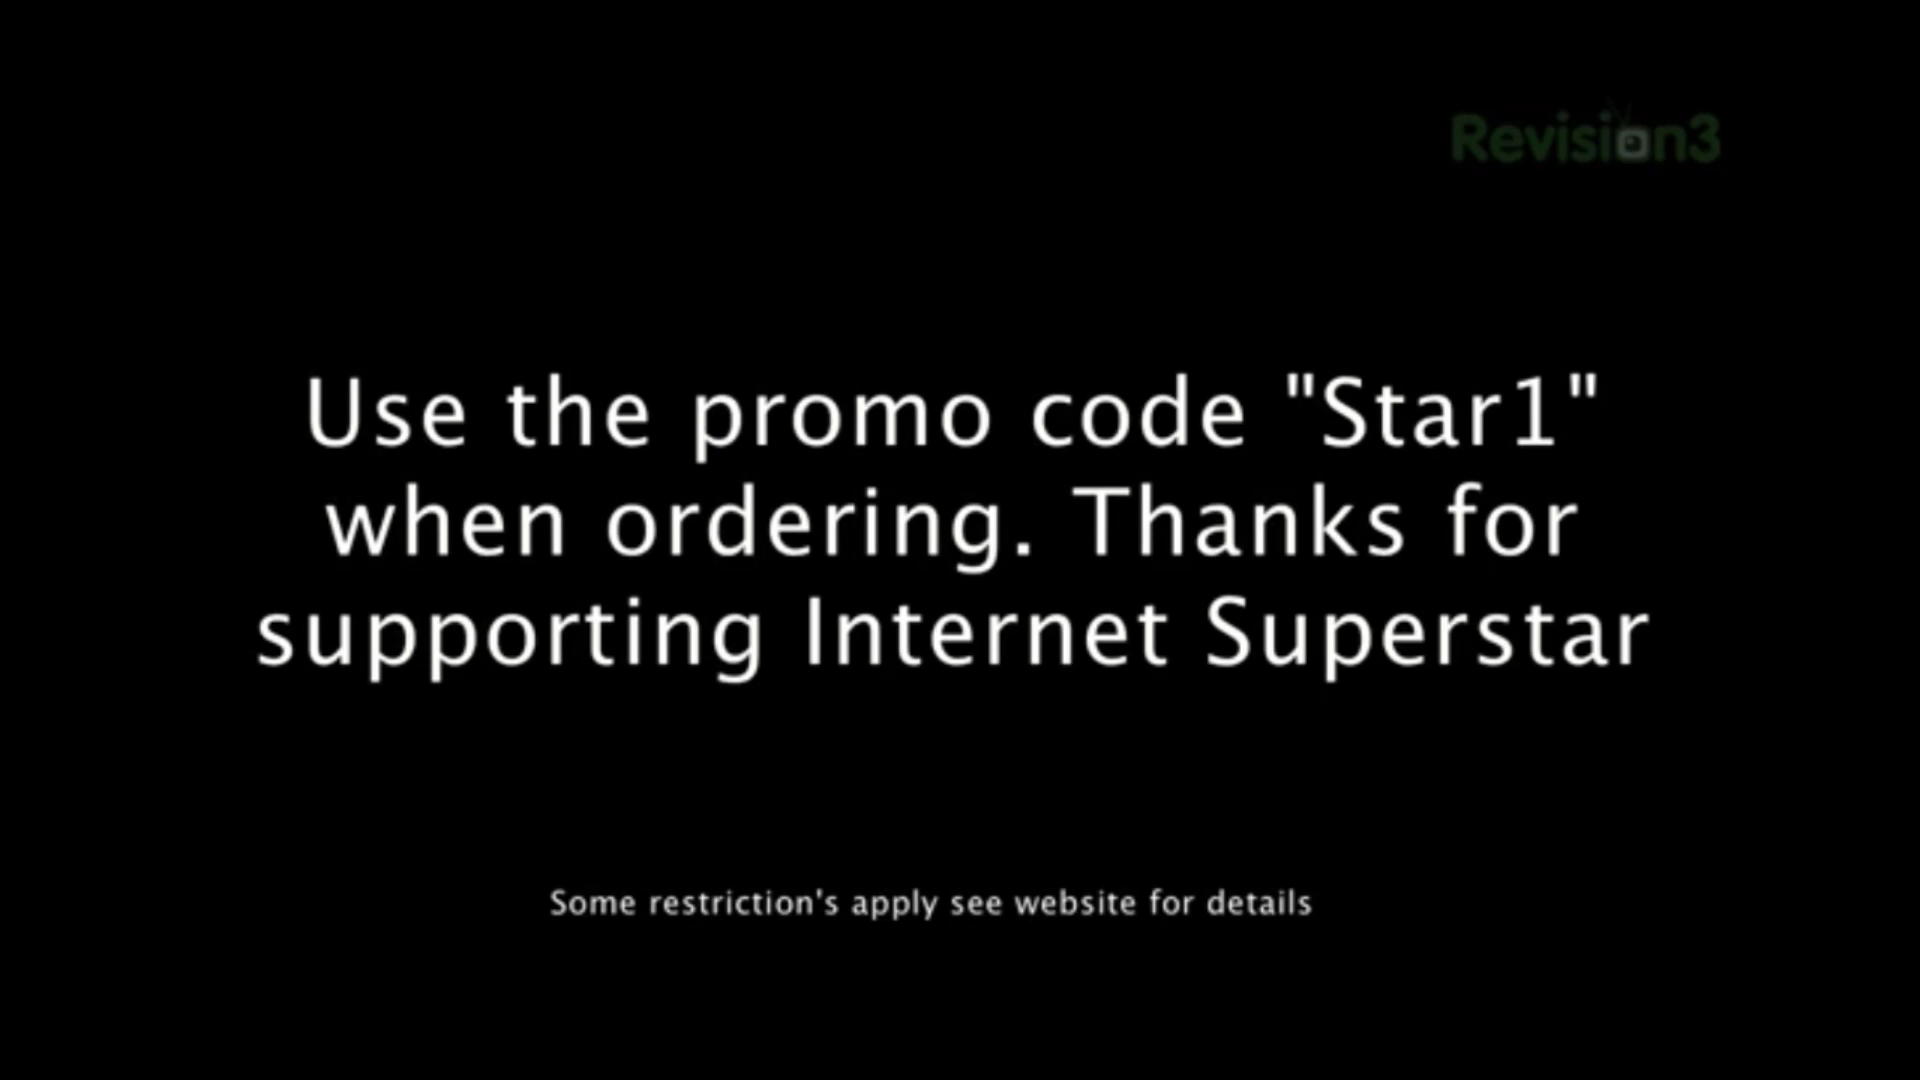 Revision3
Use the promo code "Star1"
when ordering. Thanks for
supporting Internet Superstar
Some restriction's apply see website for details